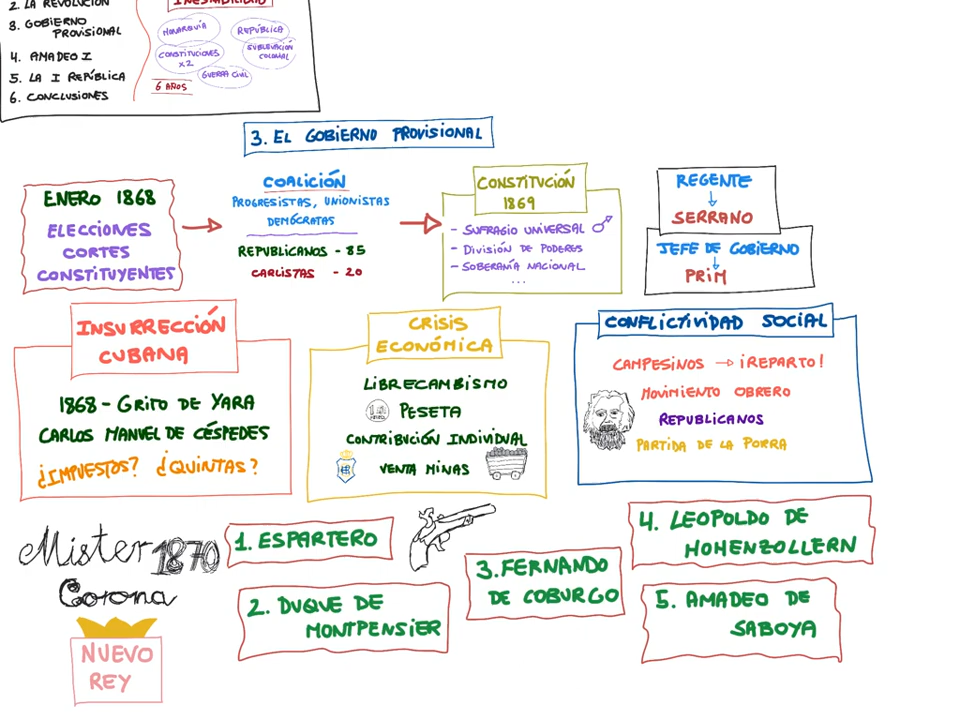 2. LA REVOLUCIÓN
3. GOBIERNO
PROVISIONAL
4. AMADEO I
5. LA I REPÚBLICA
6. CONCLUSIONES
INESTABILIDAD
MONARQUÍA
REPÚBLICA
CONSTITUCIONES
X2
SUBLEVACIÓN
COLONIAL
GUERRA CIVIL
6 AÑOS
3. EL GOBIERNO PROVISIONAL
ENERO 1868
ELECCIONES
CORTES
CONSTITUYENTES
COALICIÓN
PROGRESISTAS, UNIONISTAS
DEMÓCRATAS
REPUBLICANOS - 85
CARLISTAS - 20
CONSTITUCIÓN
1869
- SUFRAGIO UNIVERSAL ♂
- DIVISIÓN DE PODERES
- SOBERANÍA NACIONAL
...
REGENTE
↓
SERRANO
JEFE DE GOBIERNO
↓
PRIM
INSURRECCIÓN
CUBANA
1868 - GRITO DE YARA
CARLOS MANUEL DE CÉSPEDES
¿IMPUESTOS? ¿QUINTAS?
CRISIS
ECONÓMICA
LIBRECAMBISMO
PESETA
CONTRIBUCIÓN INDIVIDUAL
VENTA MINAS
CONFLICTIVIDAD SOCIAL
CAMPESINOS → ¡REPARTO!
MOVIMIENTO OBRERO
REPUBLICANOS
PARTIDA DE LA PORRA
Mister 1870
Corona
NUEVO
REY
1. ESPARTERO
2. DUQUE DE
MONTPENSIER
3. FERNANDO
DE COBURGO
4. LEOPOLDO DE
HOHENZOLLERN
5. AMADEO DE
SABOYA